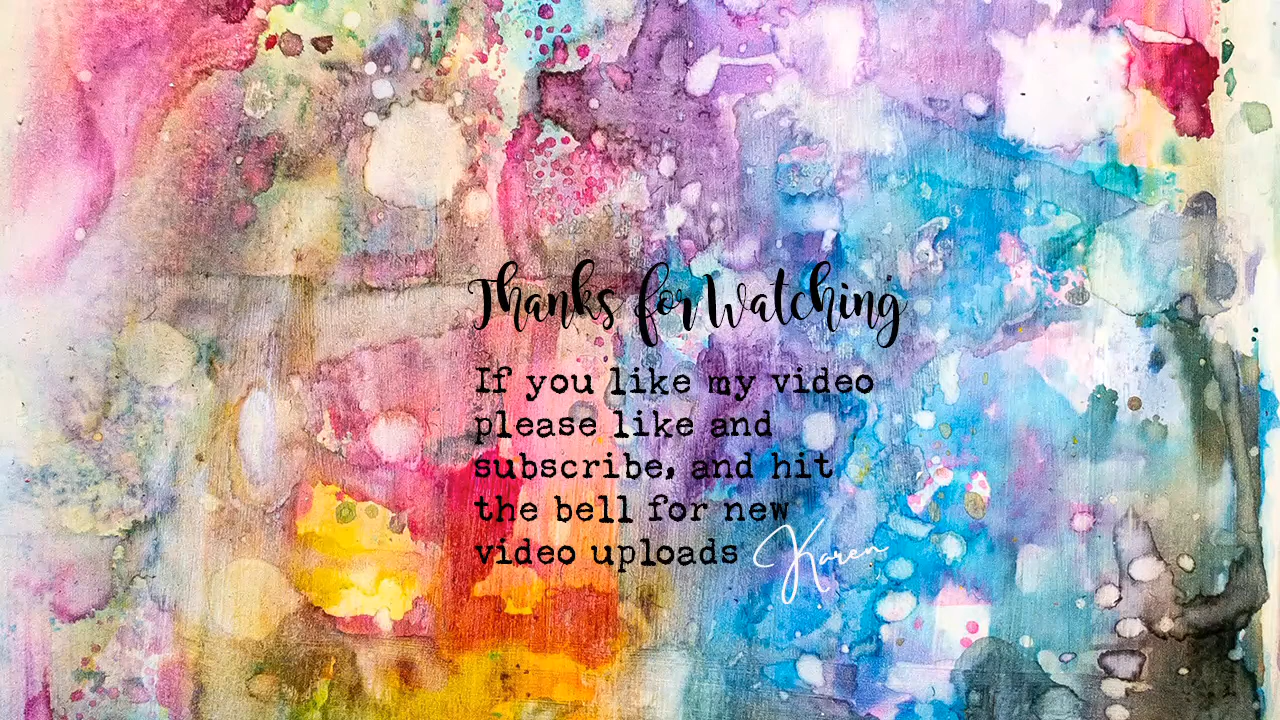 Thanks for Watching
If you like my video
please like and
subscribe, and hit
the bell for new
video uploads Karen